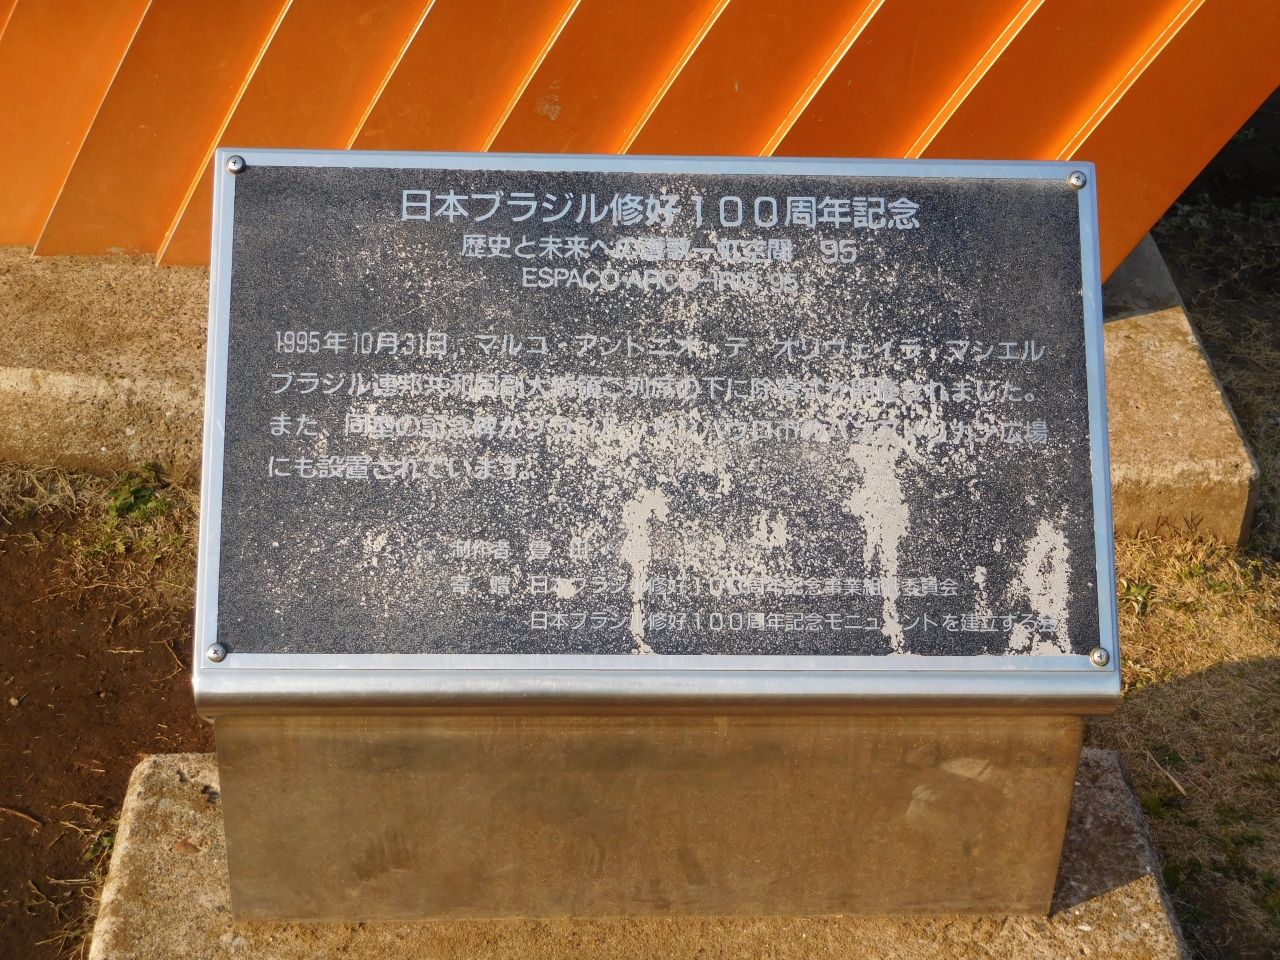 日本ブラジル修好100周年記念
歴史と未来への讃歌ー虹空間 95
ESPAÇO ARCO-IRIS 95
1995年10月31日、マルコ・アントニオ・デ・オリヴェイラ・マシエル
ブラジル連邦共和国副大統領ご列席の下に除幕式が開催されました。
また、同型の記念碑がブラジル・サンパウロ市の広場
にも設置されています。
制作者 豊田
寄 贈 日本ブラジル修好100周年記念事業組織委員会
日本ブラジル修好100周年記念モニュメントを建立する会